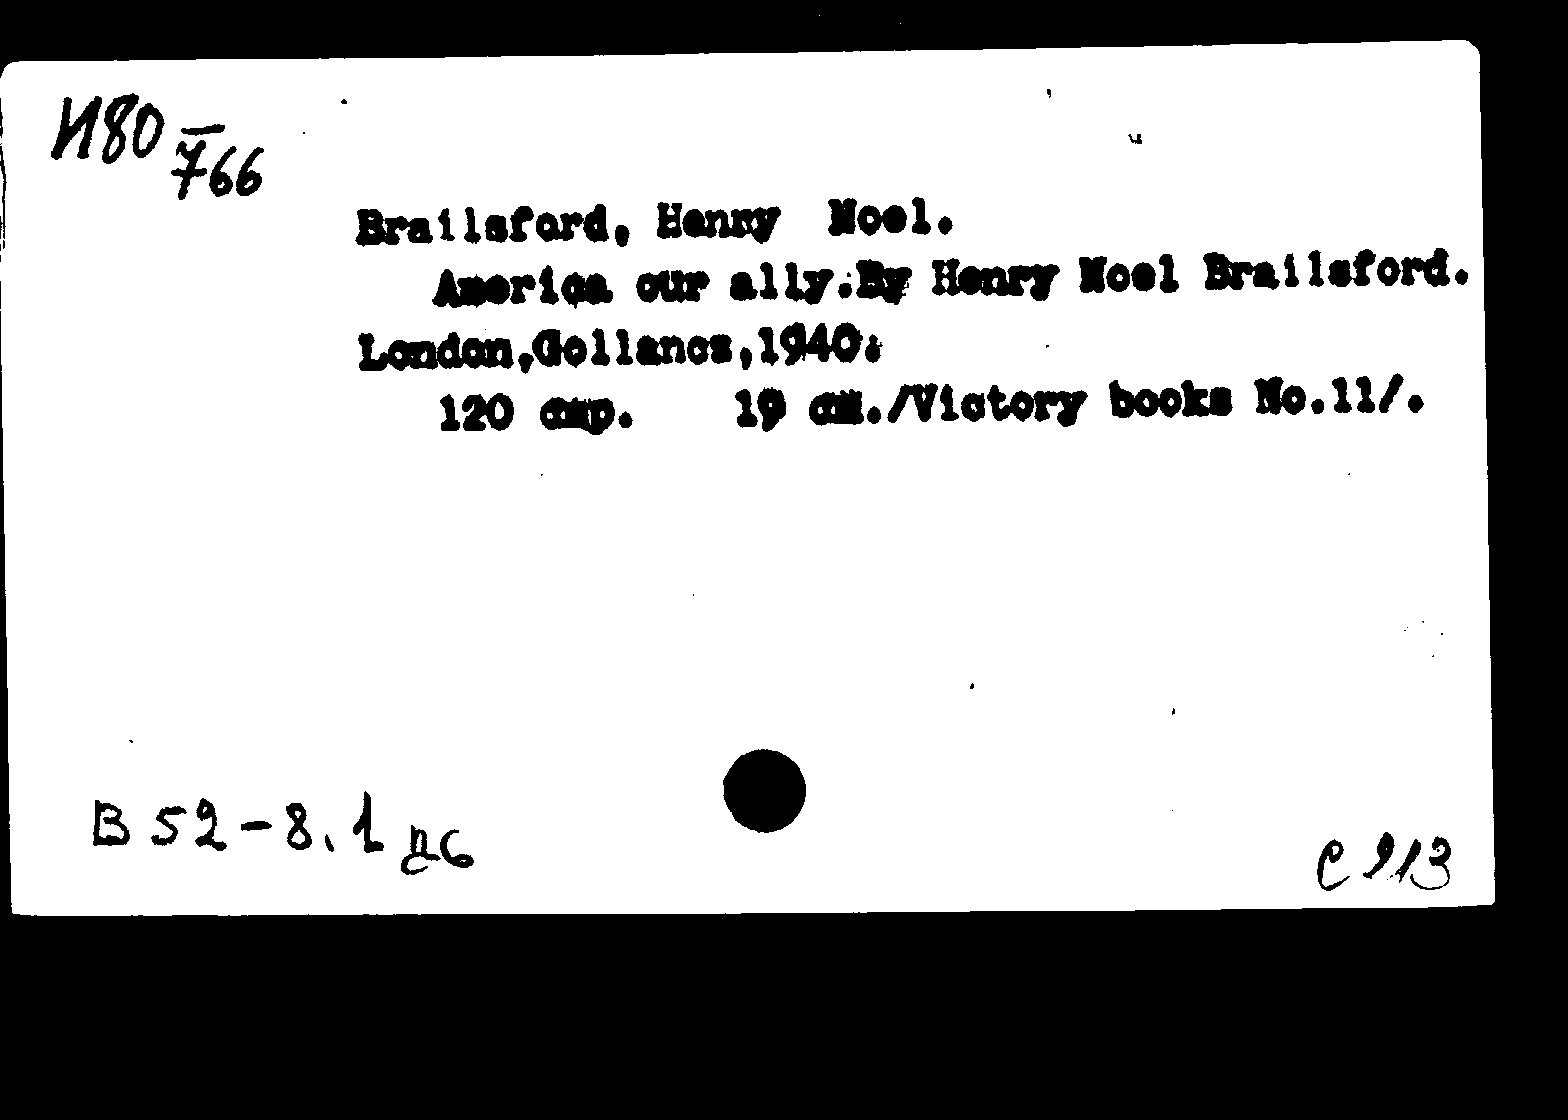 И80
766
Brailsford, Henry Noel.
America our ally. By Henry Noel Brailsford.
London, Gollancz, 1940.
120 стр. 19 см. /Victory books No.11/.
В 52-8.1
с 913